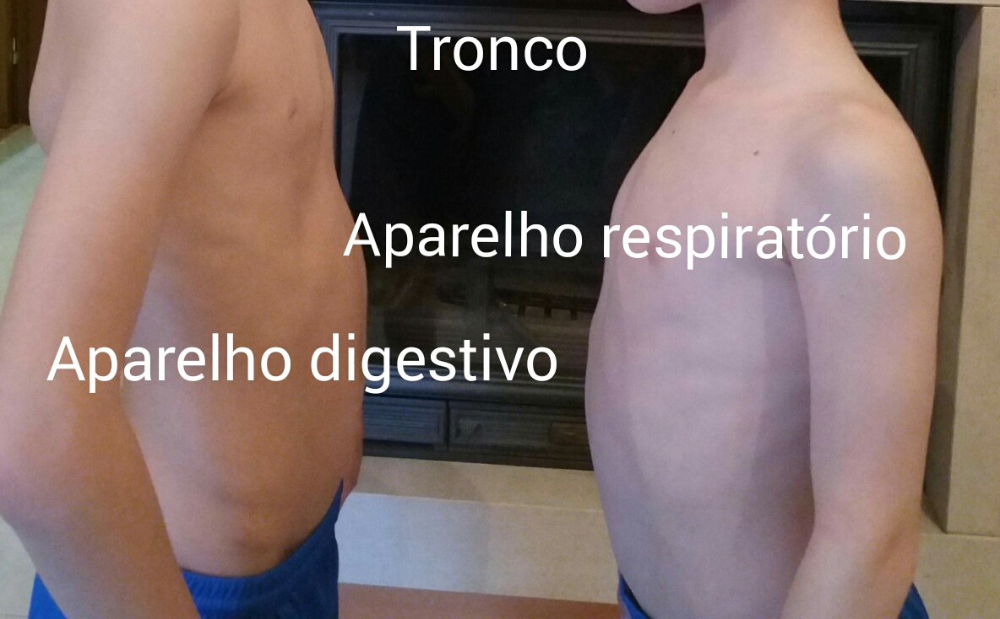 Tronco
Aparelho respiratório
Aparelho digestivo